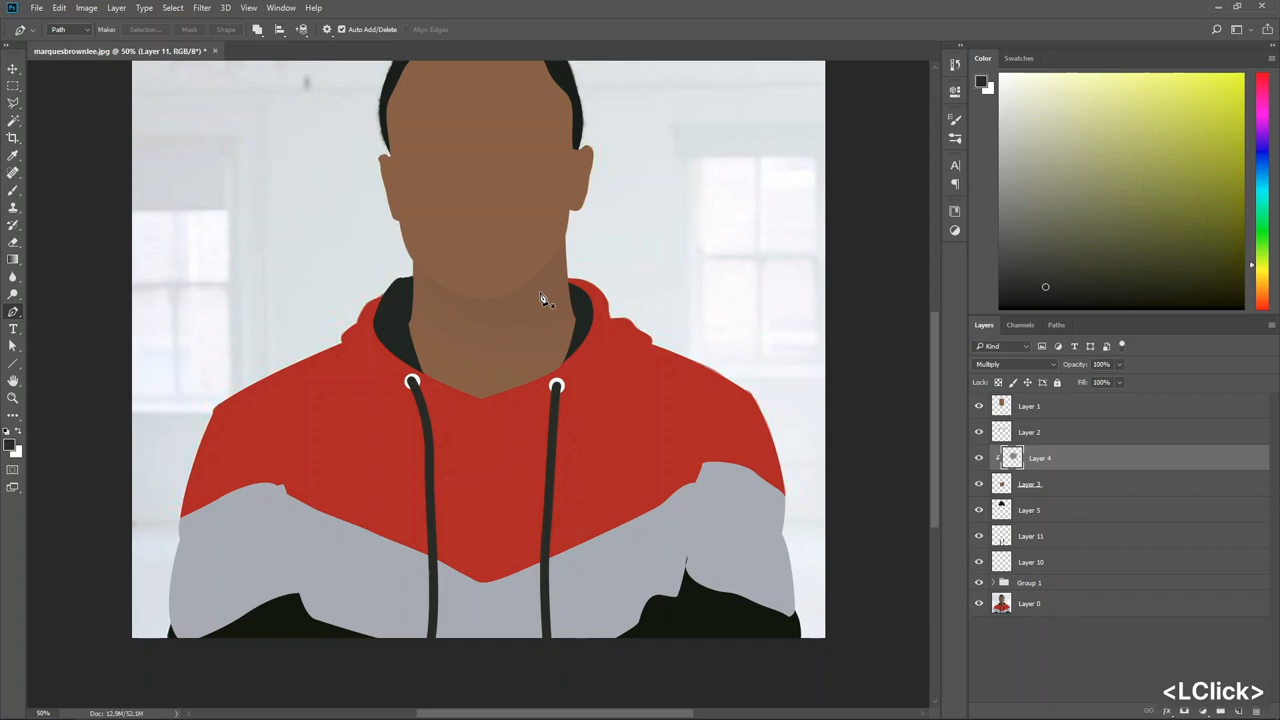 Ps File Edit Image Layer Type Select Filter 3D View Window Help
Path Make: Selection... Mask Shape Auto Add/Delete Align Edges
marquesbrownlee.jpg @ 50% (Layer 11, RGB/8*) * ×
Color Swatches
Layers Channels Paths
Kind
Multiply Opacity: 100%
Lock: Fill: 100%
Layer 1
Layer 2
Layer 4
Layer 3
Layer 5
Layer 11
Layer 10
Group 1
Layer 0
<LClick>
50% Doc: 12.9M/52.1M